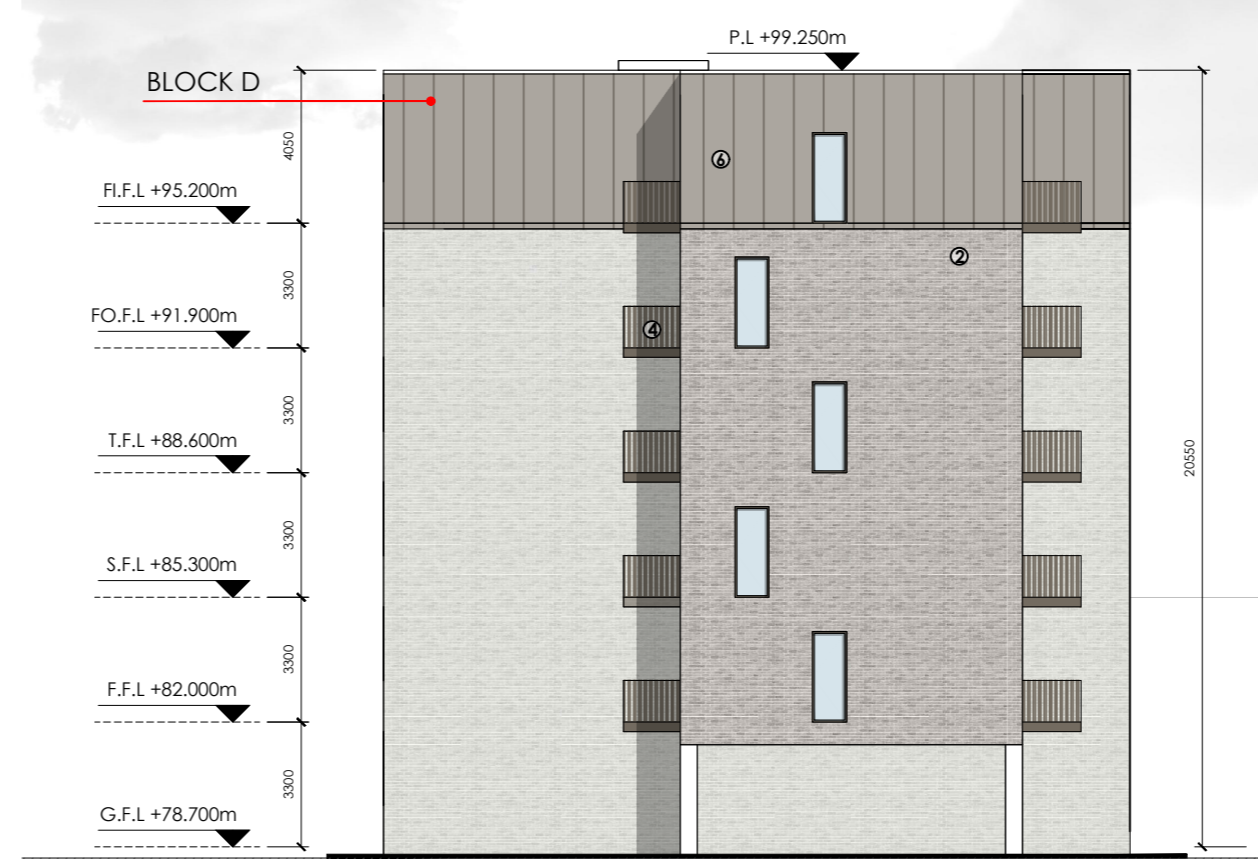 P.L +99.250m
BLOCK D
4050
FI.F.L +95.200m
6
2
3300
FO.F.L +91.900m
4
3300
T.F.L +88.600m
20550
3300
S.F.L +85.300m
3300
F.F.L +82.000m
3300
G.F.L +78.700m